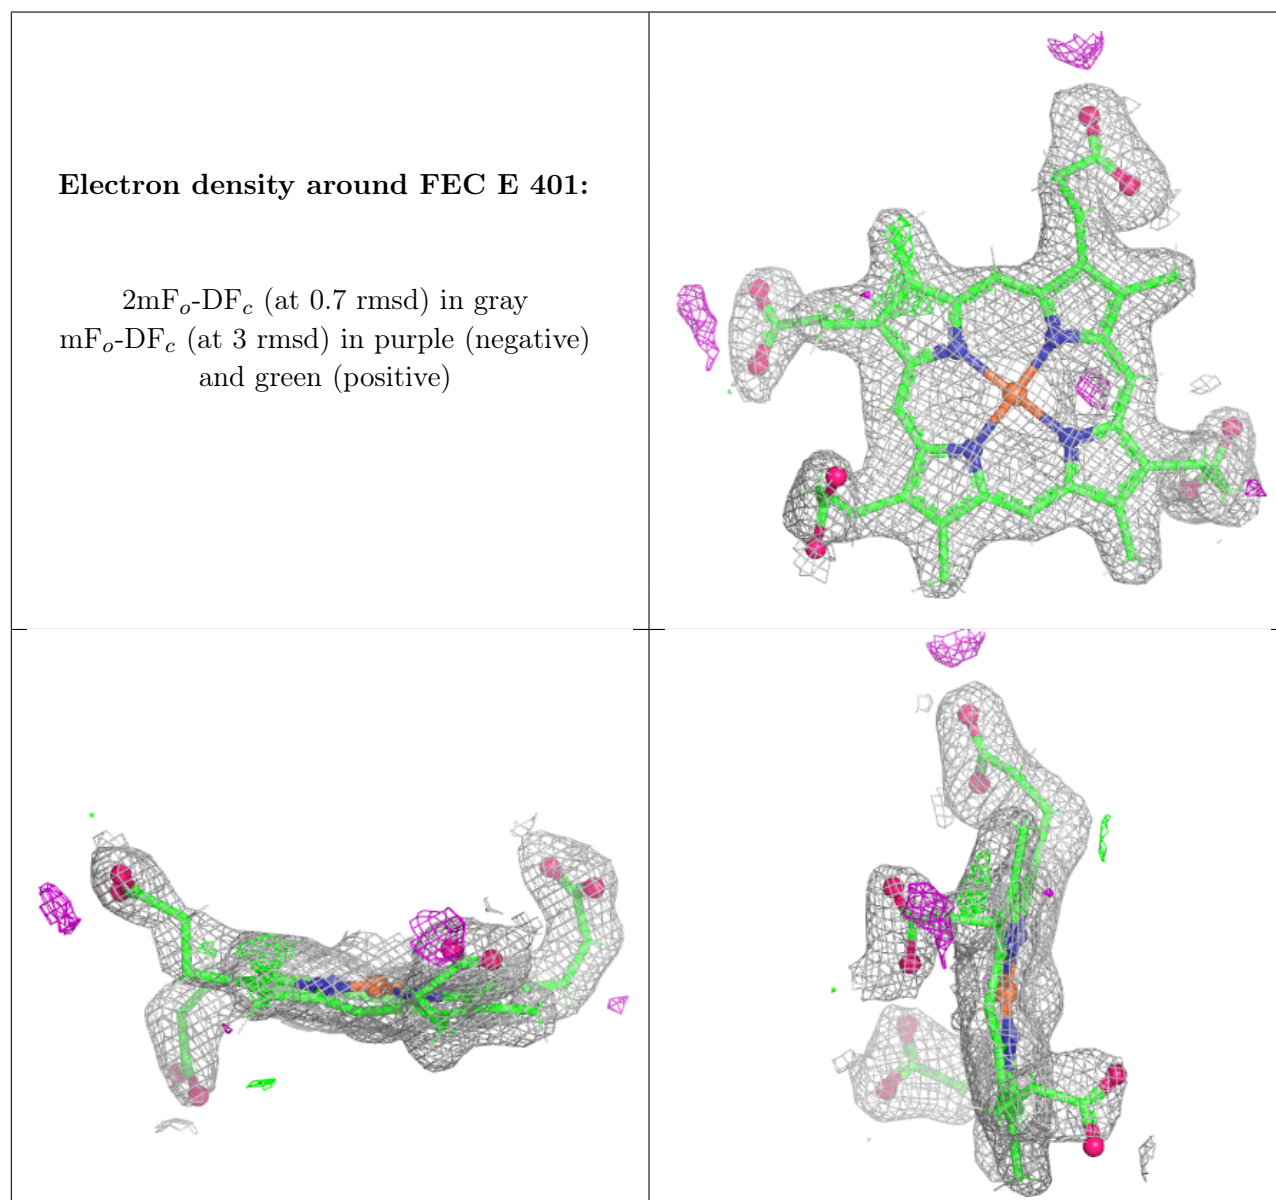 Electron density around FEC E 401:
2mFo-DFc (at 0.7 rmsd) in gray
mFo-DFc (at 3 rmsd) in purple (negative)
and green (positive)